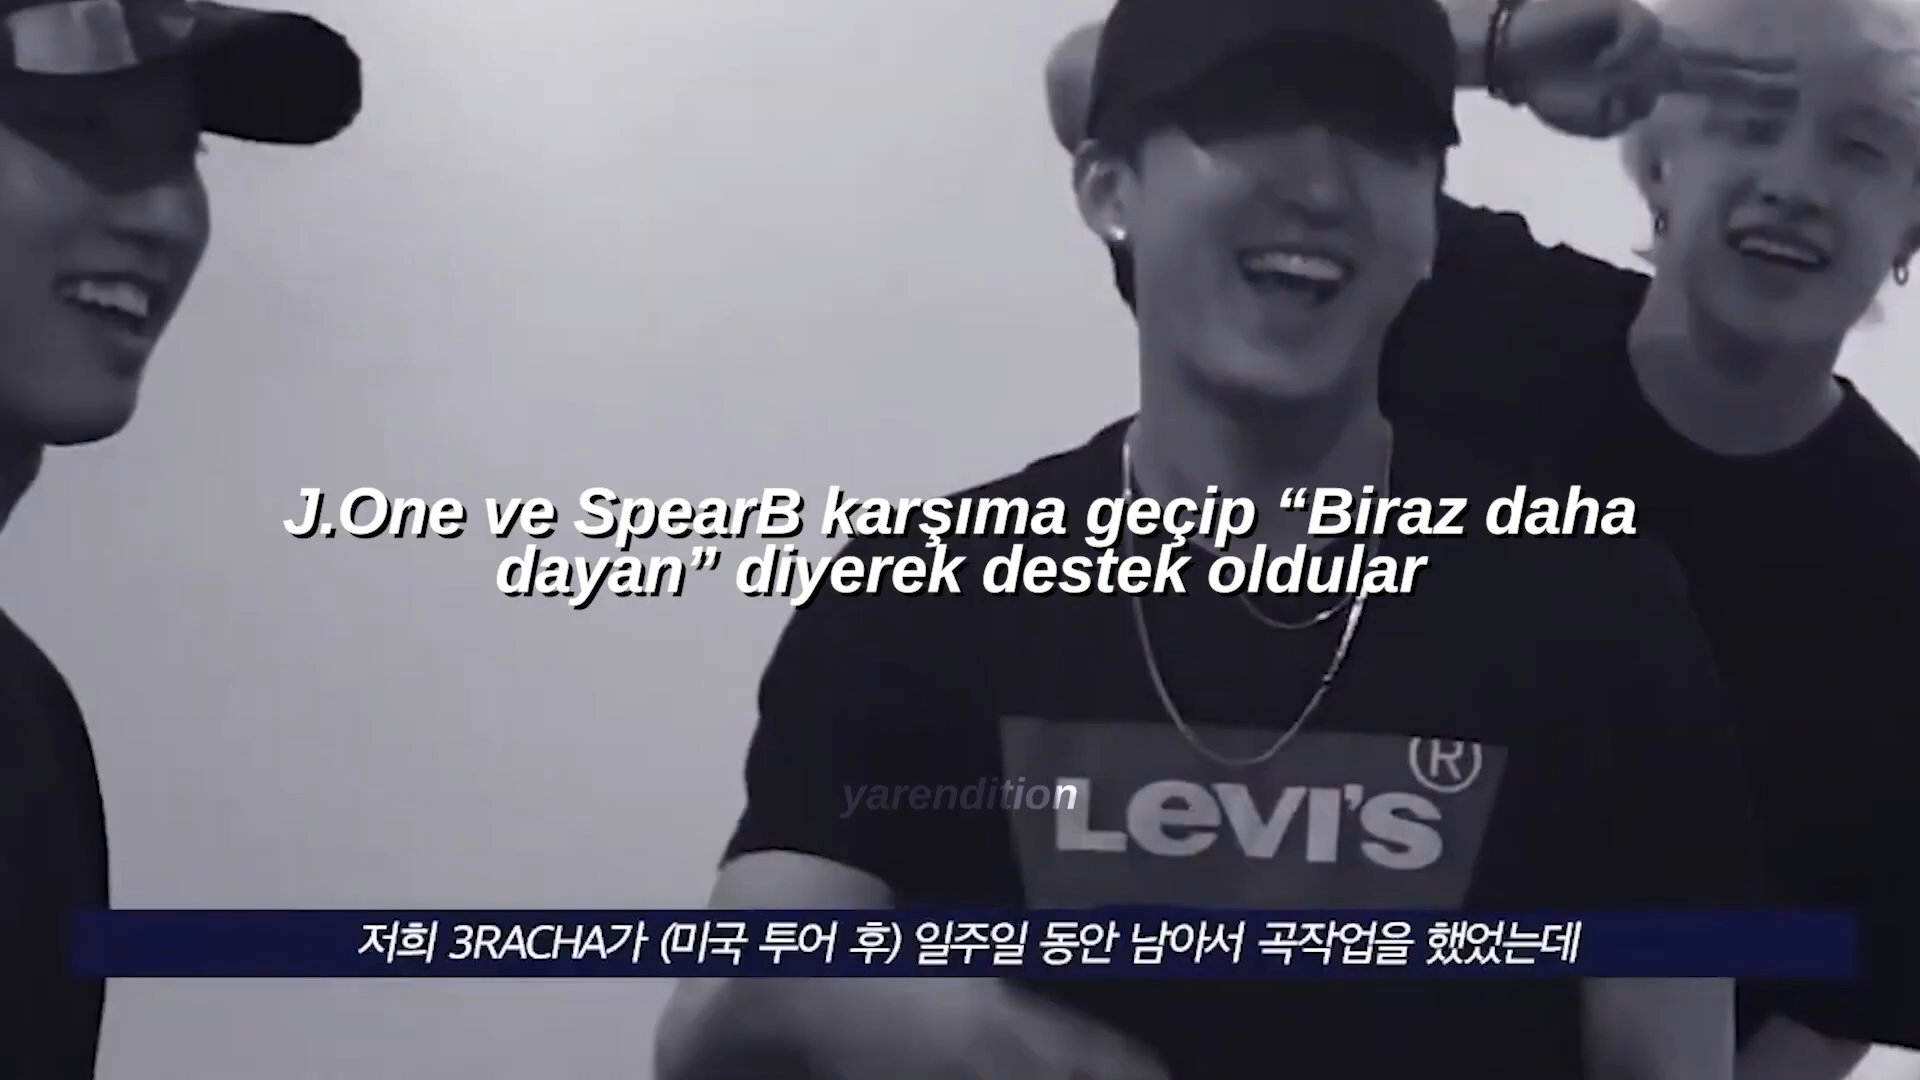 J.One ve SpearB karşıma geçip “Biraz daha
dayan” diyerek destek oldular
yarendition
LEVI'S ®
저희 3RACHA가 (미국 투어 후) 일주일 동안 남아서 곡작업을 했었는데